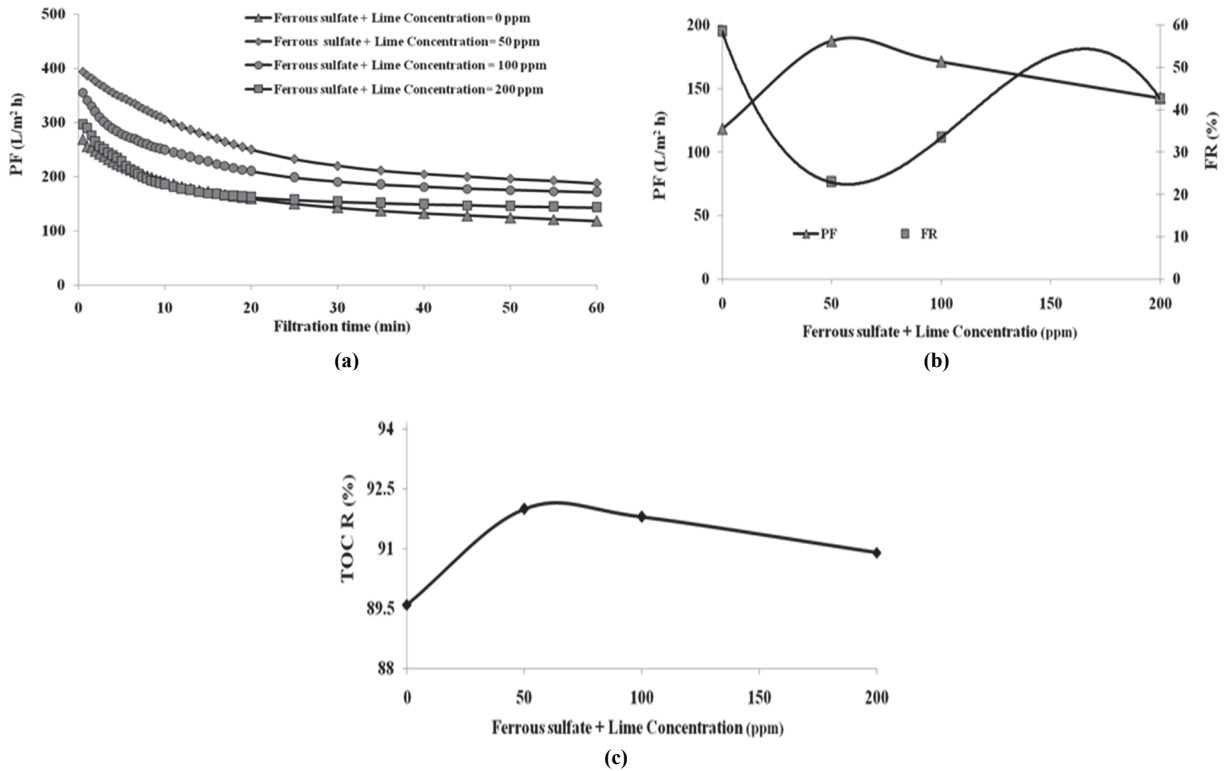 500
400
300
200
100
0
PF (L/m² h)
Ferrous sulfate + Lime Concentration= 0 ppm
Ferrous sulfate + Lime Concentration= 50 ppm
Ferrous sulfate + Lime Concentration = 100 ppm
Ferrous sulfate + Lime Concentration= 200 ppm
0 10 20 30 40 50 60
Filtration time (min)
(a)
200
150
100
50
0
PF (L/m² h)
60
50
40
30
20
10
0
FR (%)
PF FR
0 50 100 150 200
Ferrous sulfate + Lime Concentratio (ppm)
(b)
94
92.5
91
89.5
88
TOC R (%)
0 50 100 150 200
Ferrous sulfate + Lime Concentration (ppm)
(c)